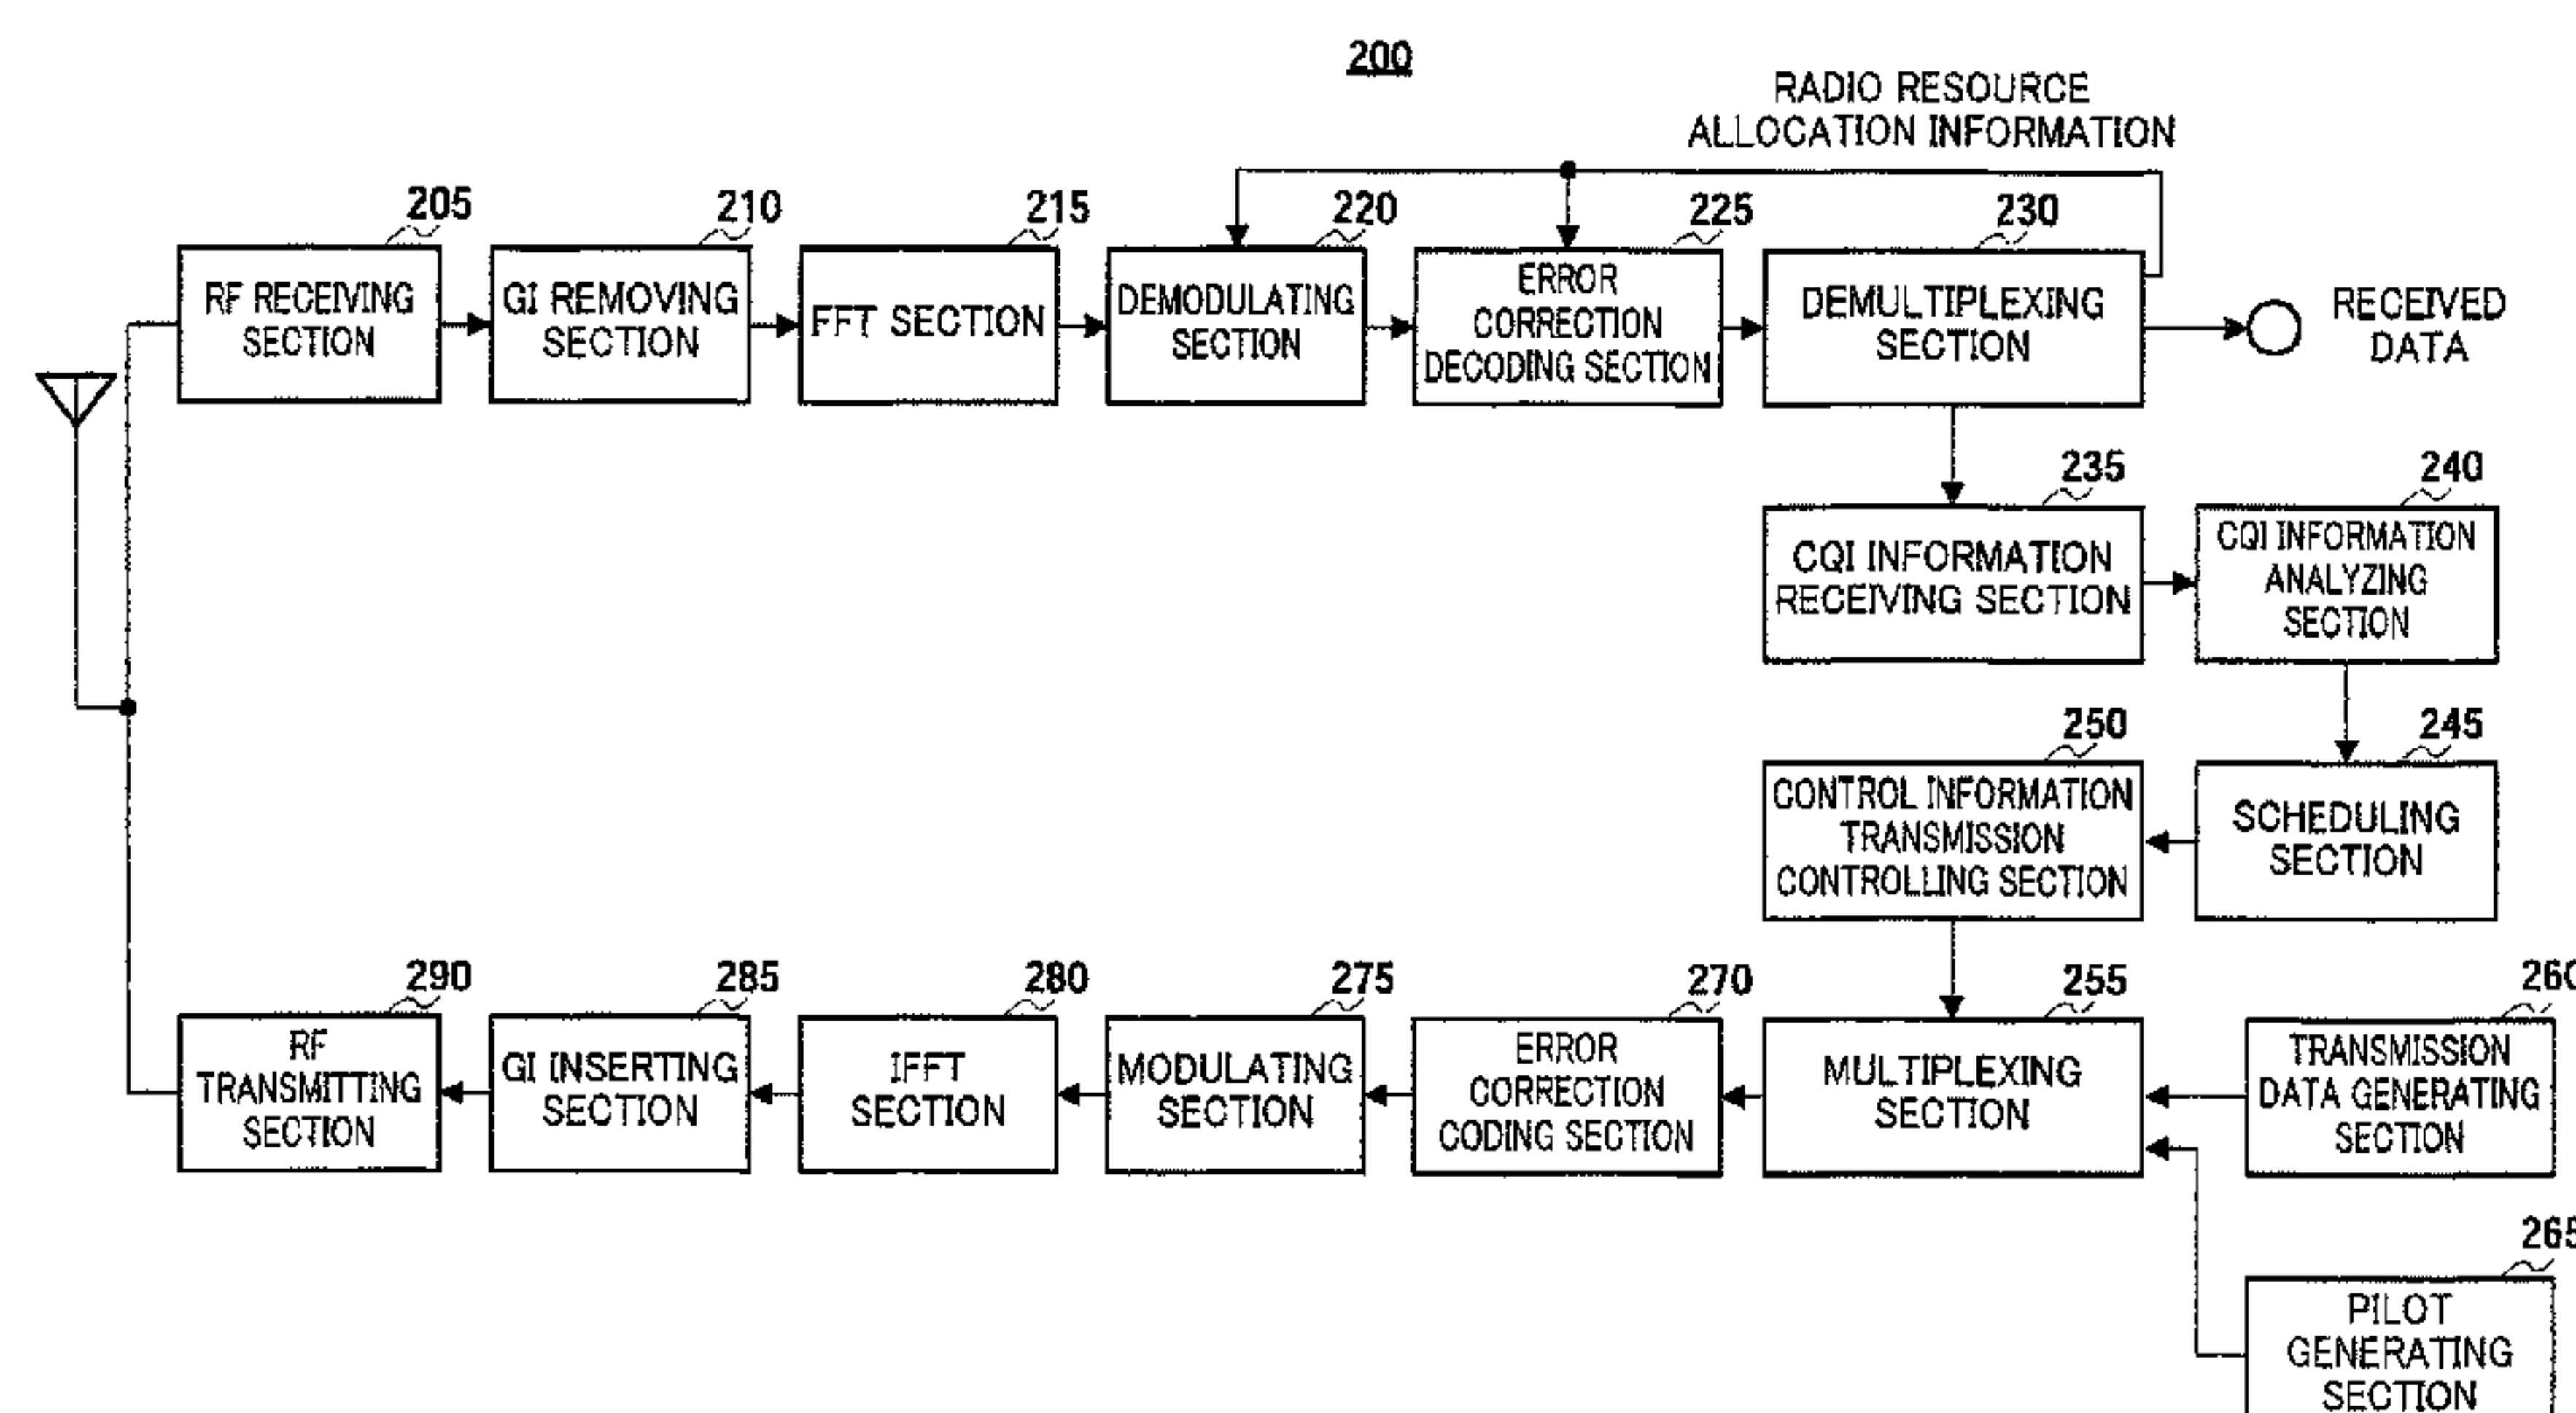 200
RADIO RESOURCE
ALLOCATION INFORMATION
205
210
215
220
225
230
RF RECEIVING
SECTION
GI REMOVING
SECTION
FFT SECTION
DEMODULATING
SECTION
ERROR
CORRECTION
DECODING SECTION
DEMULTIPLEXING
SECTION
RECEIVED
DATA
235
240
CQI INFORMATION
RECEIVING SECTION
CQI INFORMATION
ANALYZING
SECTION
250
245
CONTROL INFORMATION
TRANSMISSION
CONTROLLING SECTION
SCHEDULING
SECTION
290
285
280
275
270
255
260
RF
TRANSMITTING
SECTION
GI INSERTING
SECTION
IFFT
SECTION
MODULATING
SECTION
ERROR
CORRECTION
CODING SECTION
MULTIPLEXING
SECTION
TRANSMISSION
DATA GENERATING
SECTION
265
PILOT
GENERATING
SECTION